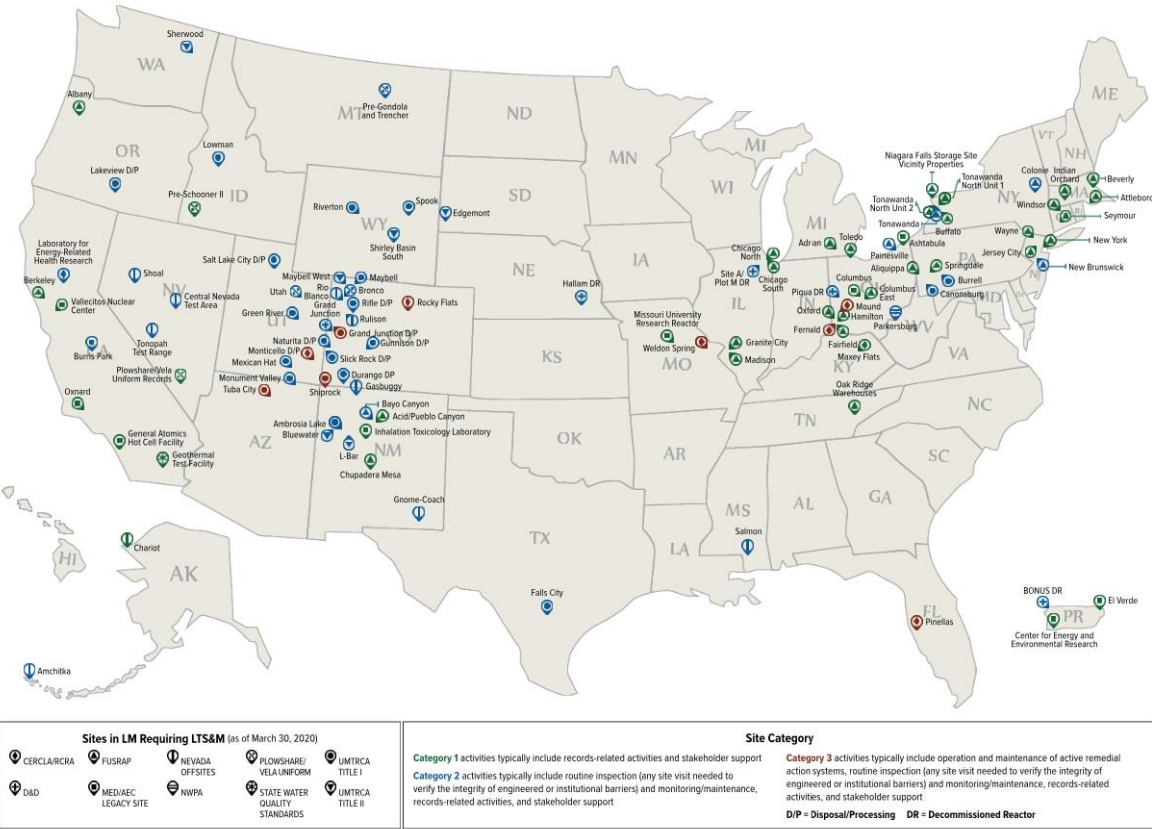 Sherwood
WA
Albany
Pre-Gondola
and Trencher
MT
ND
ME
OR
Lowman
MN
VT
NH
Lakeview D/P
ID
Pre-Schooner II
SD
WI
MI
Niagara Falls Storage Site
Vicinity Properties
Tonawanda
North Unit 1
Colonie
Indian
Orchard
Beverly
NY
MA
Attleboro
Riverton
Spook
WY
Edgemont
Tonawanda
North Unit 2
Windsor
Seymour
Shirley Basin
South
MI
Tonawanda
Buffalo
Wayne
New York
Laboratory for
Energy-Related
Health Research
Adrian
Toledo
Ashtabula
Painesville
PA
Jersey City
Salt Lake City D/P
IA
Chicago
North
Chicago
South
Aliquippa
Springdale
New Brunswick
Berkeley
Shoal
NV
Maybell West
Maybell
NE
Site A/
Plot M DR
Columbus
Columbus
East
Burrell
Canonsburg
MD
Vallecitos Nuclear
Center
Central Nevada
Test Area
Utah
Rio
Blanco
Bronco
Hallam DR
IL
IN
Piqua DR
Rifle D/P
Rocky Flats
Mound
Green River
UT
Grand
Junction
Rulison
Missouri University
Research Reactor
Oxford
Hamilton
Parkersburg
WV
Burris Park
Tonopah
Test Range
Grand Junction D/P
Gunnison D/P
Naturita D/P
Weldon Spring
Granite City
Fernald
Fairfield
VA
Monticello D/P
Mexican Hat
Slick Rock D/P
KS
MO
Madison
Maxey Flats
KY
Plowshare/Vela
Uniform Records
Monument Valley
Durango DP
Gasbuggy
Tuba City
Shiprock
Oak Ridge
Warehouses
Oxnard
Bayo Canyon
Acid/Pueblo Canyon
TN
NC
General Atomics
Hot Cell Facility
AZ
Ambrosia Lake
Bluewater
Inhalation Toxicology Laboratory
OK
AR
SC
Geothermal
Test Facility
L-Bar
NM
Chupadera Mesa
Gnome-Coach
MS
AL
GA
Salmon
TX
LA
Chariot
HI
AK
Falls City
BONUS DR
El Verde
FL
PR
Pinellas
Center for Energy and
Environmental Research
Amchitka
Sites in LM Requiring LTS&M (as of March 30, 2020)
CERCLA/RCRA
FUSRAP
NEVADA
OFFSITES
PLOWSHARE/
VELA UNIFORM
UMTRCA
TITLE I
D&D
MED/AEC
LEGACY SITE
NWPA
STATE WATER
QUALITY
STANDARDS
UMTRCA
TITLE II
Site Category
Category 1 activities typically include records-related activities and stakeholder support
Category 2 activities typically include routine inspection (any site visit needed to
verify the integrity of engineered or institutional barriers) and monitoring/maintenance,
records-related activities, and stakeholder support
Category 3 activities typically include operation and maintenance of active remedial
action systems, routine inspection (any site visit needed to verify the integrity of
engineered or institutional barriers) and monitoring/maintenance, records-related
activities, and stakeholder support
D/P = Disposal/Processing DR = Decommissioned Reactor